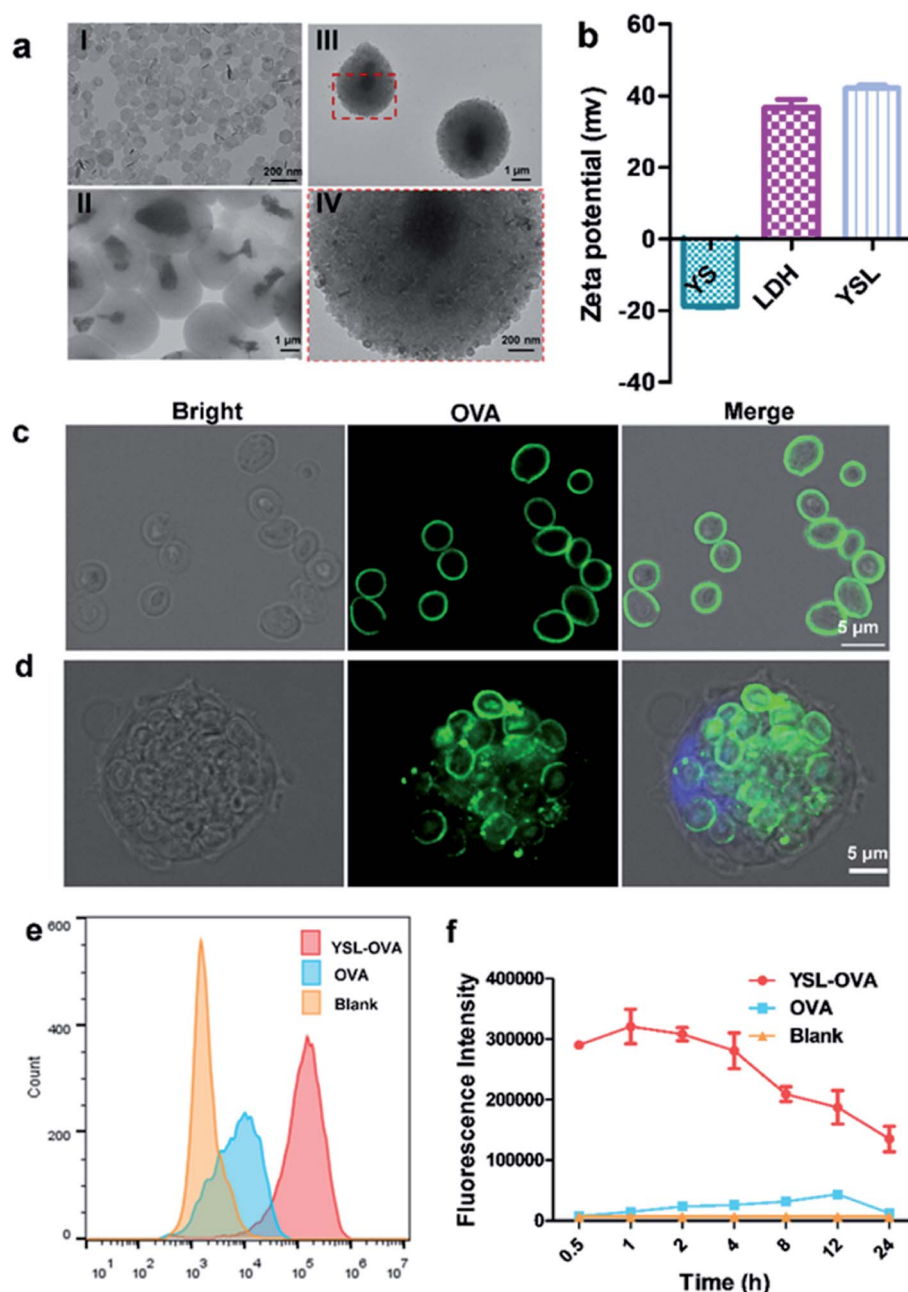 a
I
200 nm
II
1 µm
III
1 µm
IV
200 nm
b
Zeta potential (mv)
60
40
20
0
-20
-40
YS
LDH
YSL
Bright
OVA
Merge
c
5 µm
d
5 µm
e
Count
600
400
200
0
YSL-OVA
OVA
Blank
10¹
10²
10³
10⁴
10⁵
10⁶
10⁷
f
Fluorescence Intensity
400000
300000
200000
100000
0
YSL-OVA
OVA
Blank
0.5
1
2
4
8
12
24
Time (h)